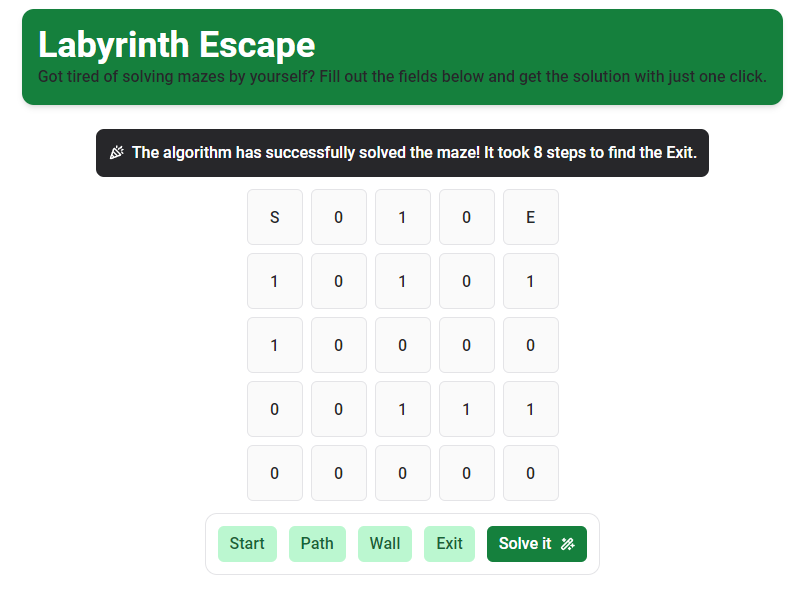 Labyrinth Escape
Got tired of solving mazes by yourself? Fill out the fields below and get the solution with just one click.
The algorithm has successfully solved the maze! It took 8 steps to find the Exit.
S 0 1 0 E
1 0 1 0 1
1 0 0 0 0
0 0 1 1 1
0 0 0 0 0
Start Path Wall Exit Solve it